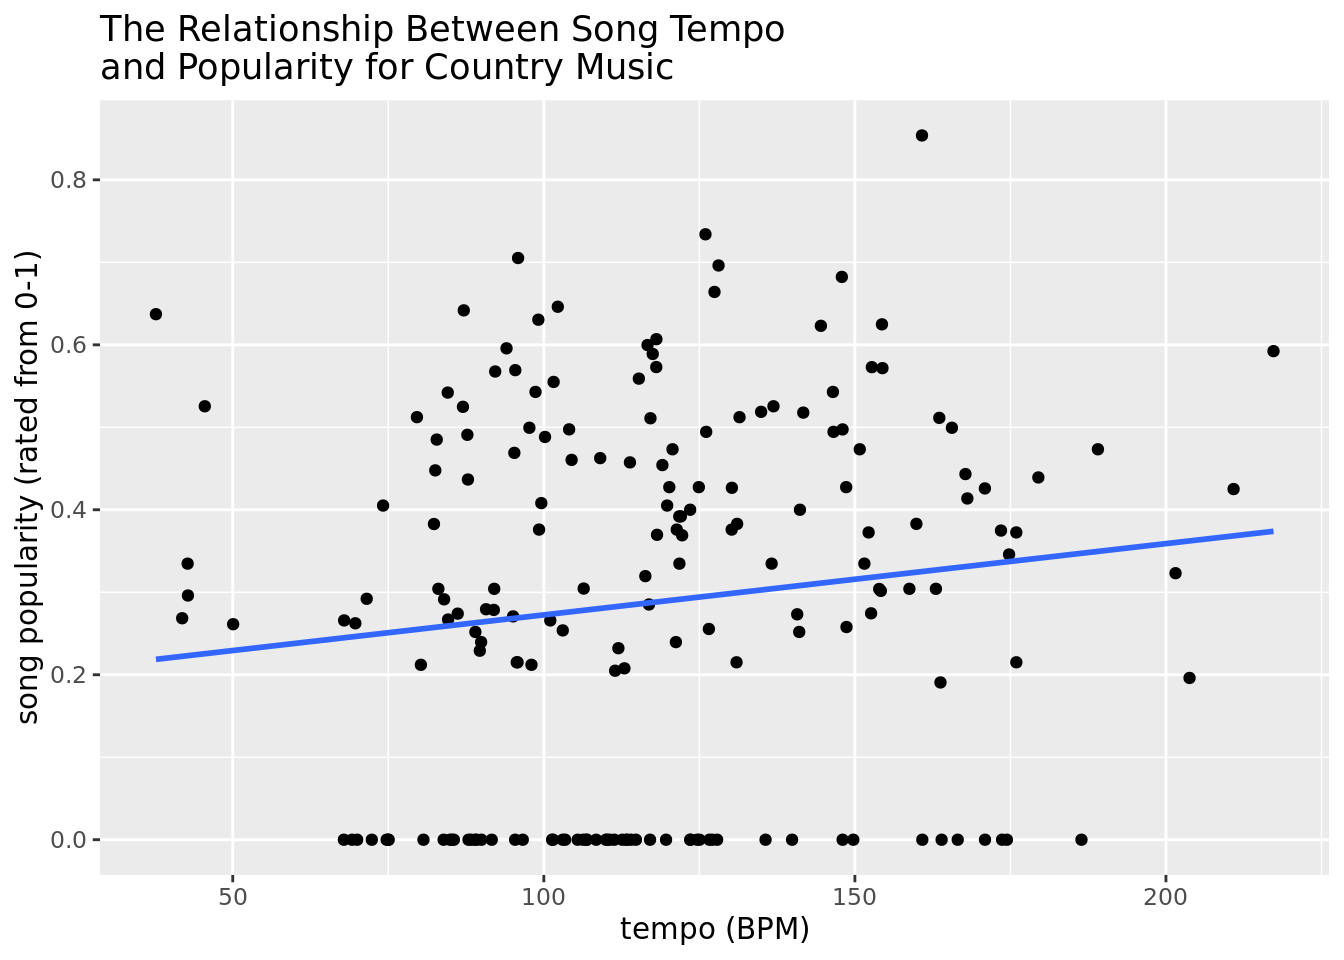 The Relationship Between Song Tempo
and Popularity for Country Music
song popularity (rated from 0-1)
0.8
0.6
0.4
0.2
0.0
50 100 150 200
tempo (BPM)